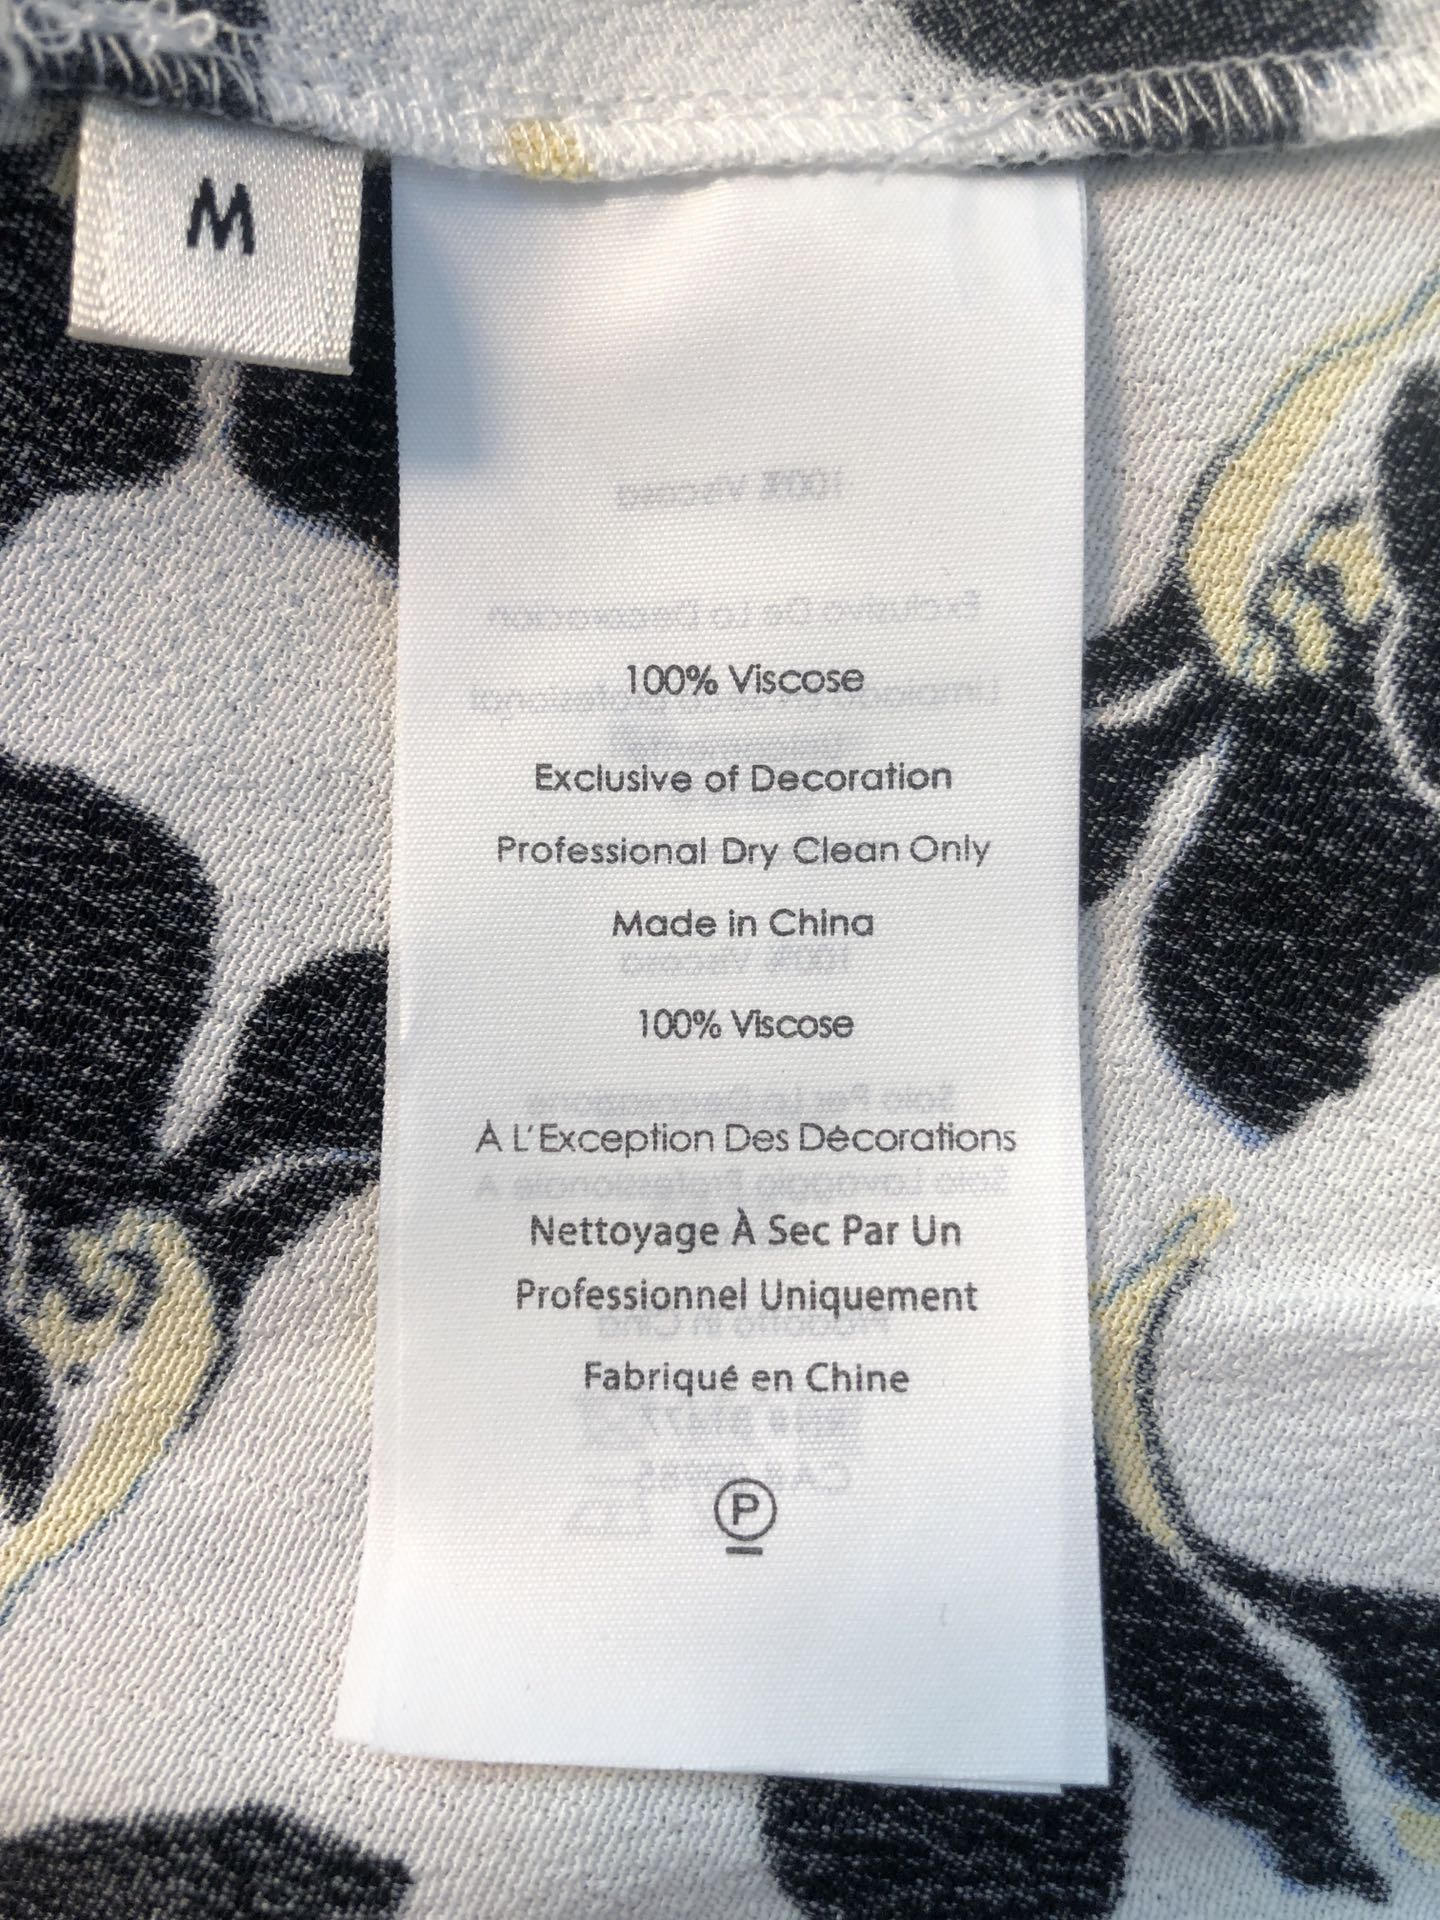 M
100% Viscose
Exclusive of Decoration
Professional Dry Clean Only
Made in China
100% Viscose
À L'Exception Des Décorations
Nettoyage À Sec Par Un
Professionnel Uniquement
Fabriqué en Chine
P